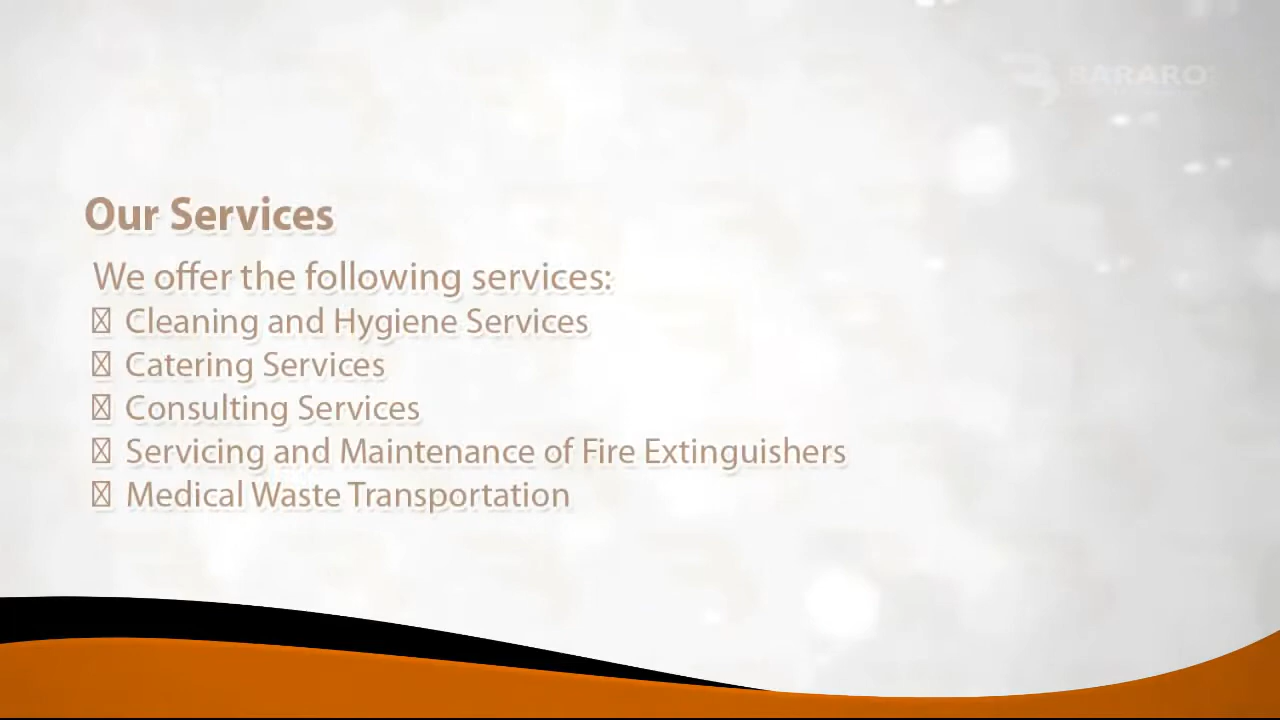 BARARO
Our Services
We offer the following services:
Cleaning and Hygiene Services
Catering Services
Consulting Services
Servicing and Maintenance of Fire Extinguishers
Medical Waste Transportation